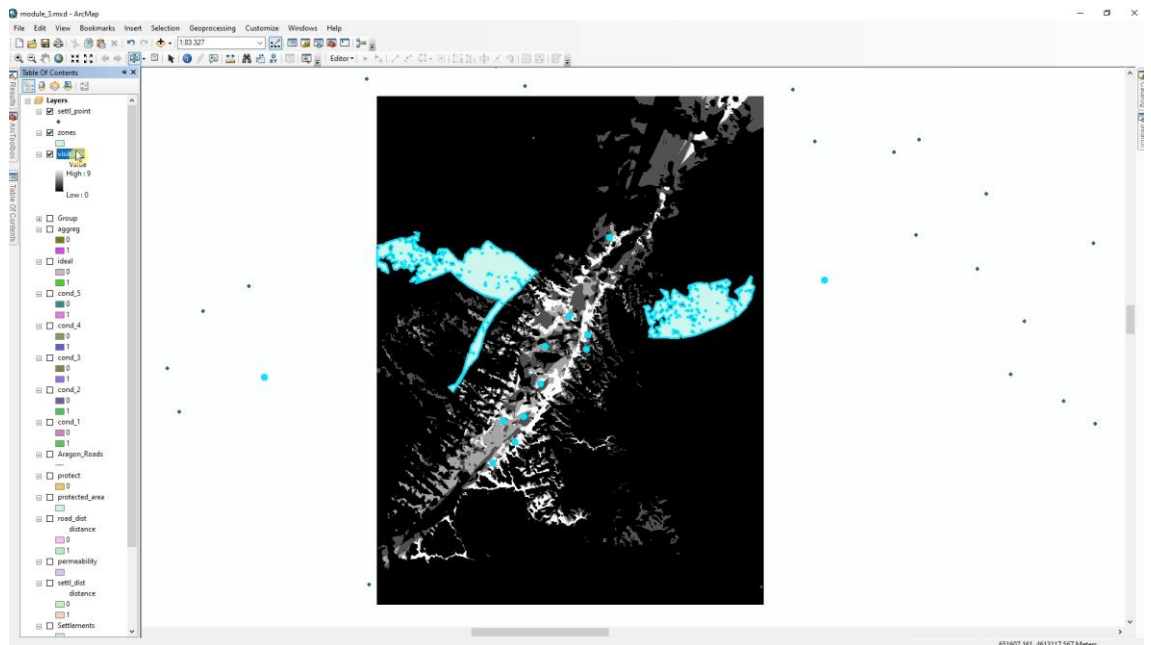 module_3.mxd - ArcMap
File Edit View Bookmarks Insert Selection Geoprocessing Customize Windows Help
1:83.327
Editor
Table Of Contents
Layers
settl_point
zones
Value
High : 9
Low : 0
Group
aggreg
0
1
ideal
0
1
cond_5
0
1
cond_4
0
1
cond_3
0
1
cond_2
0
1
cond_1
0
1
Aragon_Roads
protect
0
protected_area
road_dist
distance
0
1
permeability
settl_dist
distance
0
1
Settlements
Results
ArcToolbox
Table Of Contents
Catalog
651607,161 4613117,567 Meters